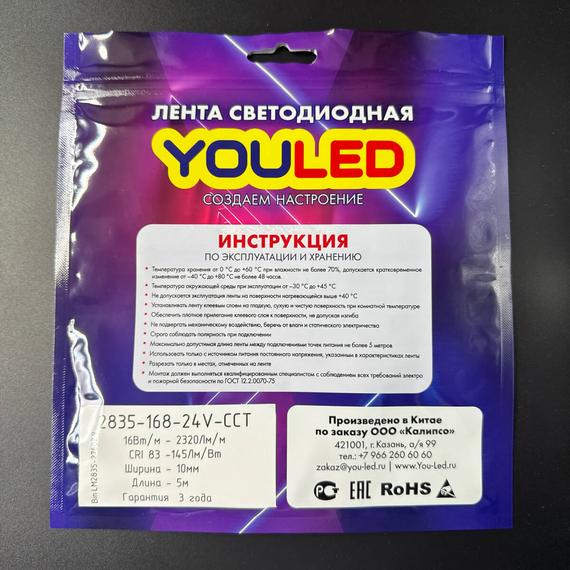 ЛЕНТА СВЕТОДИОДНАЯ
YOULED
СОЗДАЕМ НАСТРОЕНИЕ
ИНСТРУКЦИЯ
ПО ЭКСПЛУАТАЦИИ И ХРАНЕНИЮ
• Температура хранения от 0 °C до +60 °C при влажности не более 70%, допускается кратковременное
изменение от –40 °C до +80 °C не более 48 часов.
• Температура окружающей среды при эксплуатации от –30 °C до +45 °C
• Не допускается эксплуатация ленты на поверхности нагревающейся выше +40 °C
• Устанавливать ленту клеевым слоем на гладкую, сухую и чистую поверхность при комнатной температуре
• Обеспечить плотное прилегание клеевого слоя к поверхности, не допуская изгиба
• Не подвергать механическому воздействию, беречь от влаги и статического электричества
• Строго соблюдать полярность при подключении
• Максимально допустимая длина ленты между подключениями точек питания не более 5 метров
• Использовать только с источником питания постоянного напряжения, указанным в характеристиках ленты
• Разрезать только в местах, отмеченных на ленте
• Монтаж должен выполняться квалифицированным специалистом с соблюдением всех требований электро
и пожарной безопасности по ГОСТ 12.2.0070-75
2835-168-24V-CCT
16Вт/м - 2320Лм/м
CRI 83 -145Лм/Вт
Ширина - 10мм
Длина - 5м
Гарантия 3 года
Произведено в Китае
по заказу ООО «Калипсо»
421001, г. Казань, а/я 99
тел.: +7 966 260 60 60
zakaz@you-led.ru www.You-Led.ru
EAC RoHS